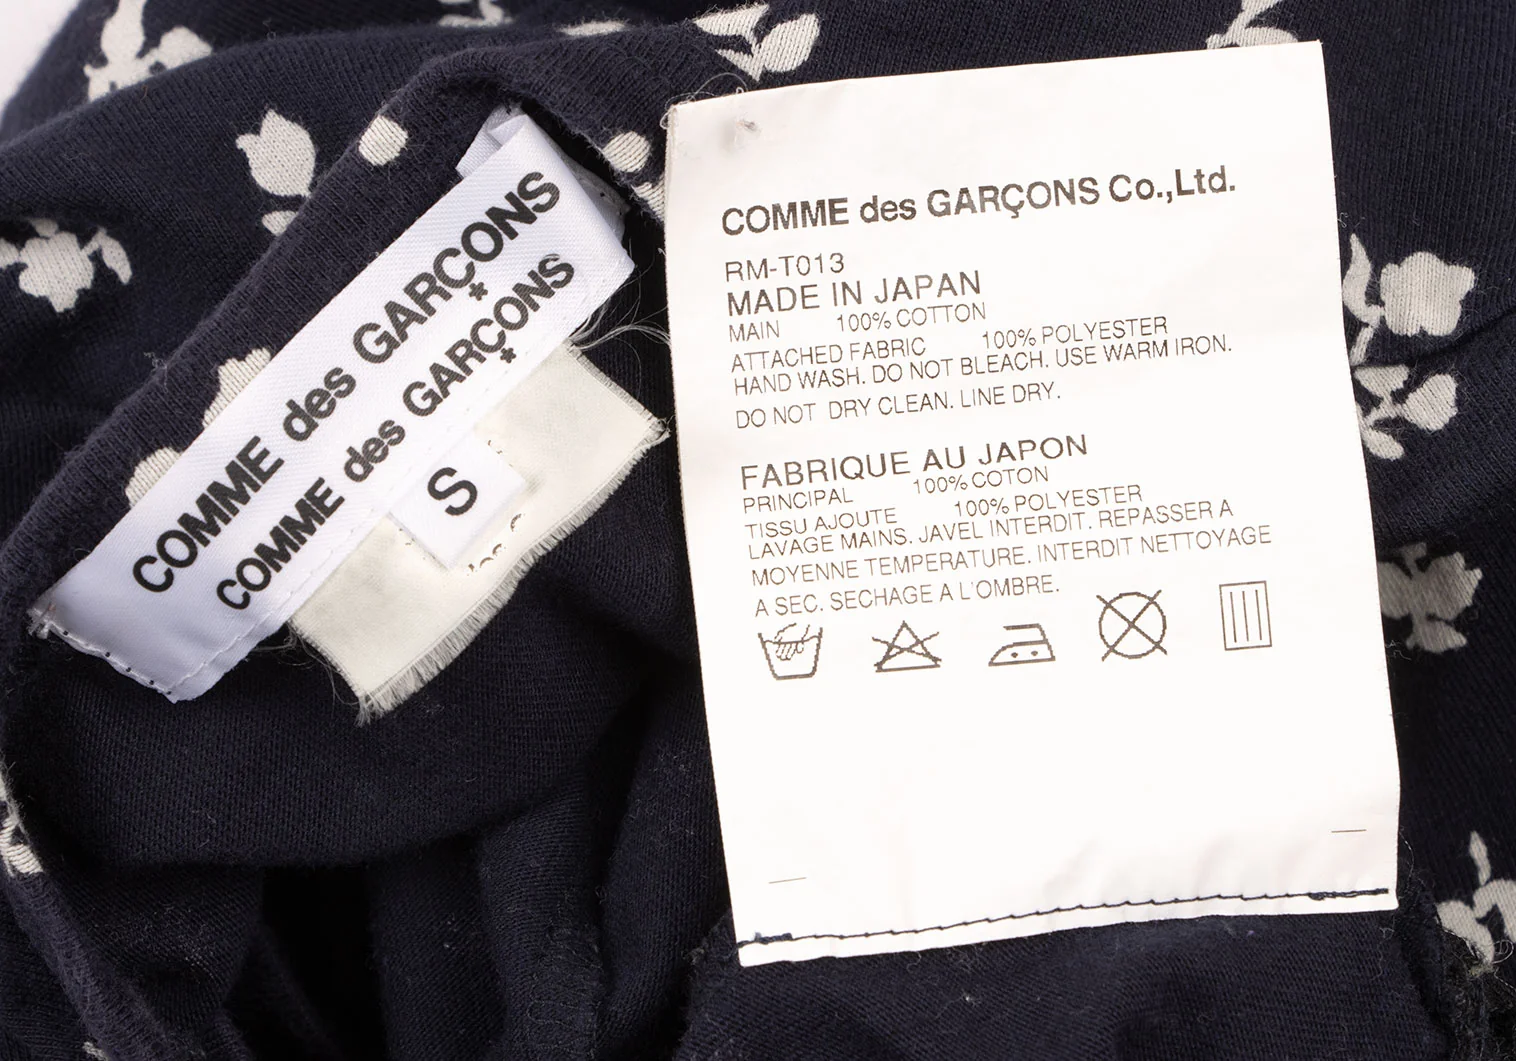 COMME des GARÇONS
COMME des GARÇONS
S
COMME des GARÇONS Co.,Ltd.
RM-T013
MADE IN JAPAN
MAIN 100% COTTON
ATTACHED FABRIC 100% POLYESTER
HAND WASH. DO NOT BLEACH. USE WARM IRON.
DO NOT DRY CLEAN. LINE DRY.
FABRIQUE AU JAPON
PRINCIPAL 100% COTON
TISSU AJOUTE 100% POLYESTER
LAVAGE MAINS. JAVEL INTERDIT. REPASSER A
MOYENNE TEMPERATURE. INTERDIT NETTOYAGE
A SEC. SECHAGE A L'OMBRE.